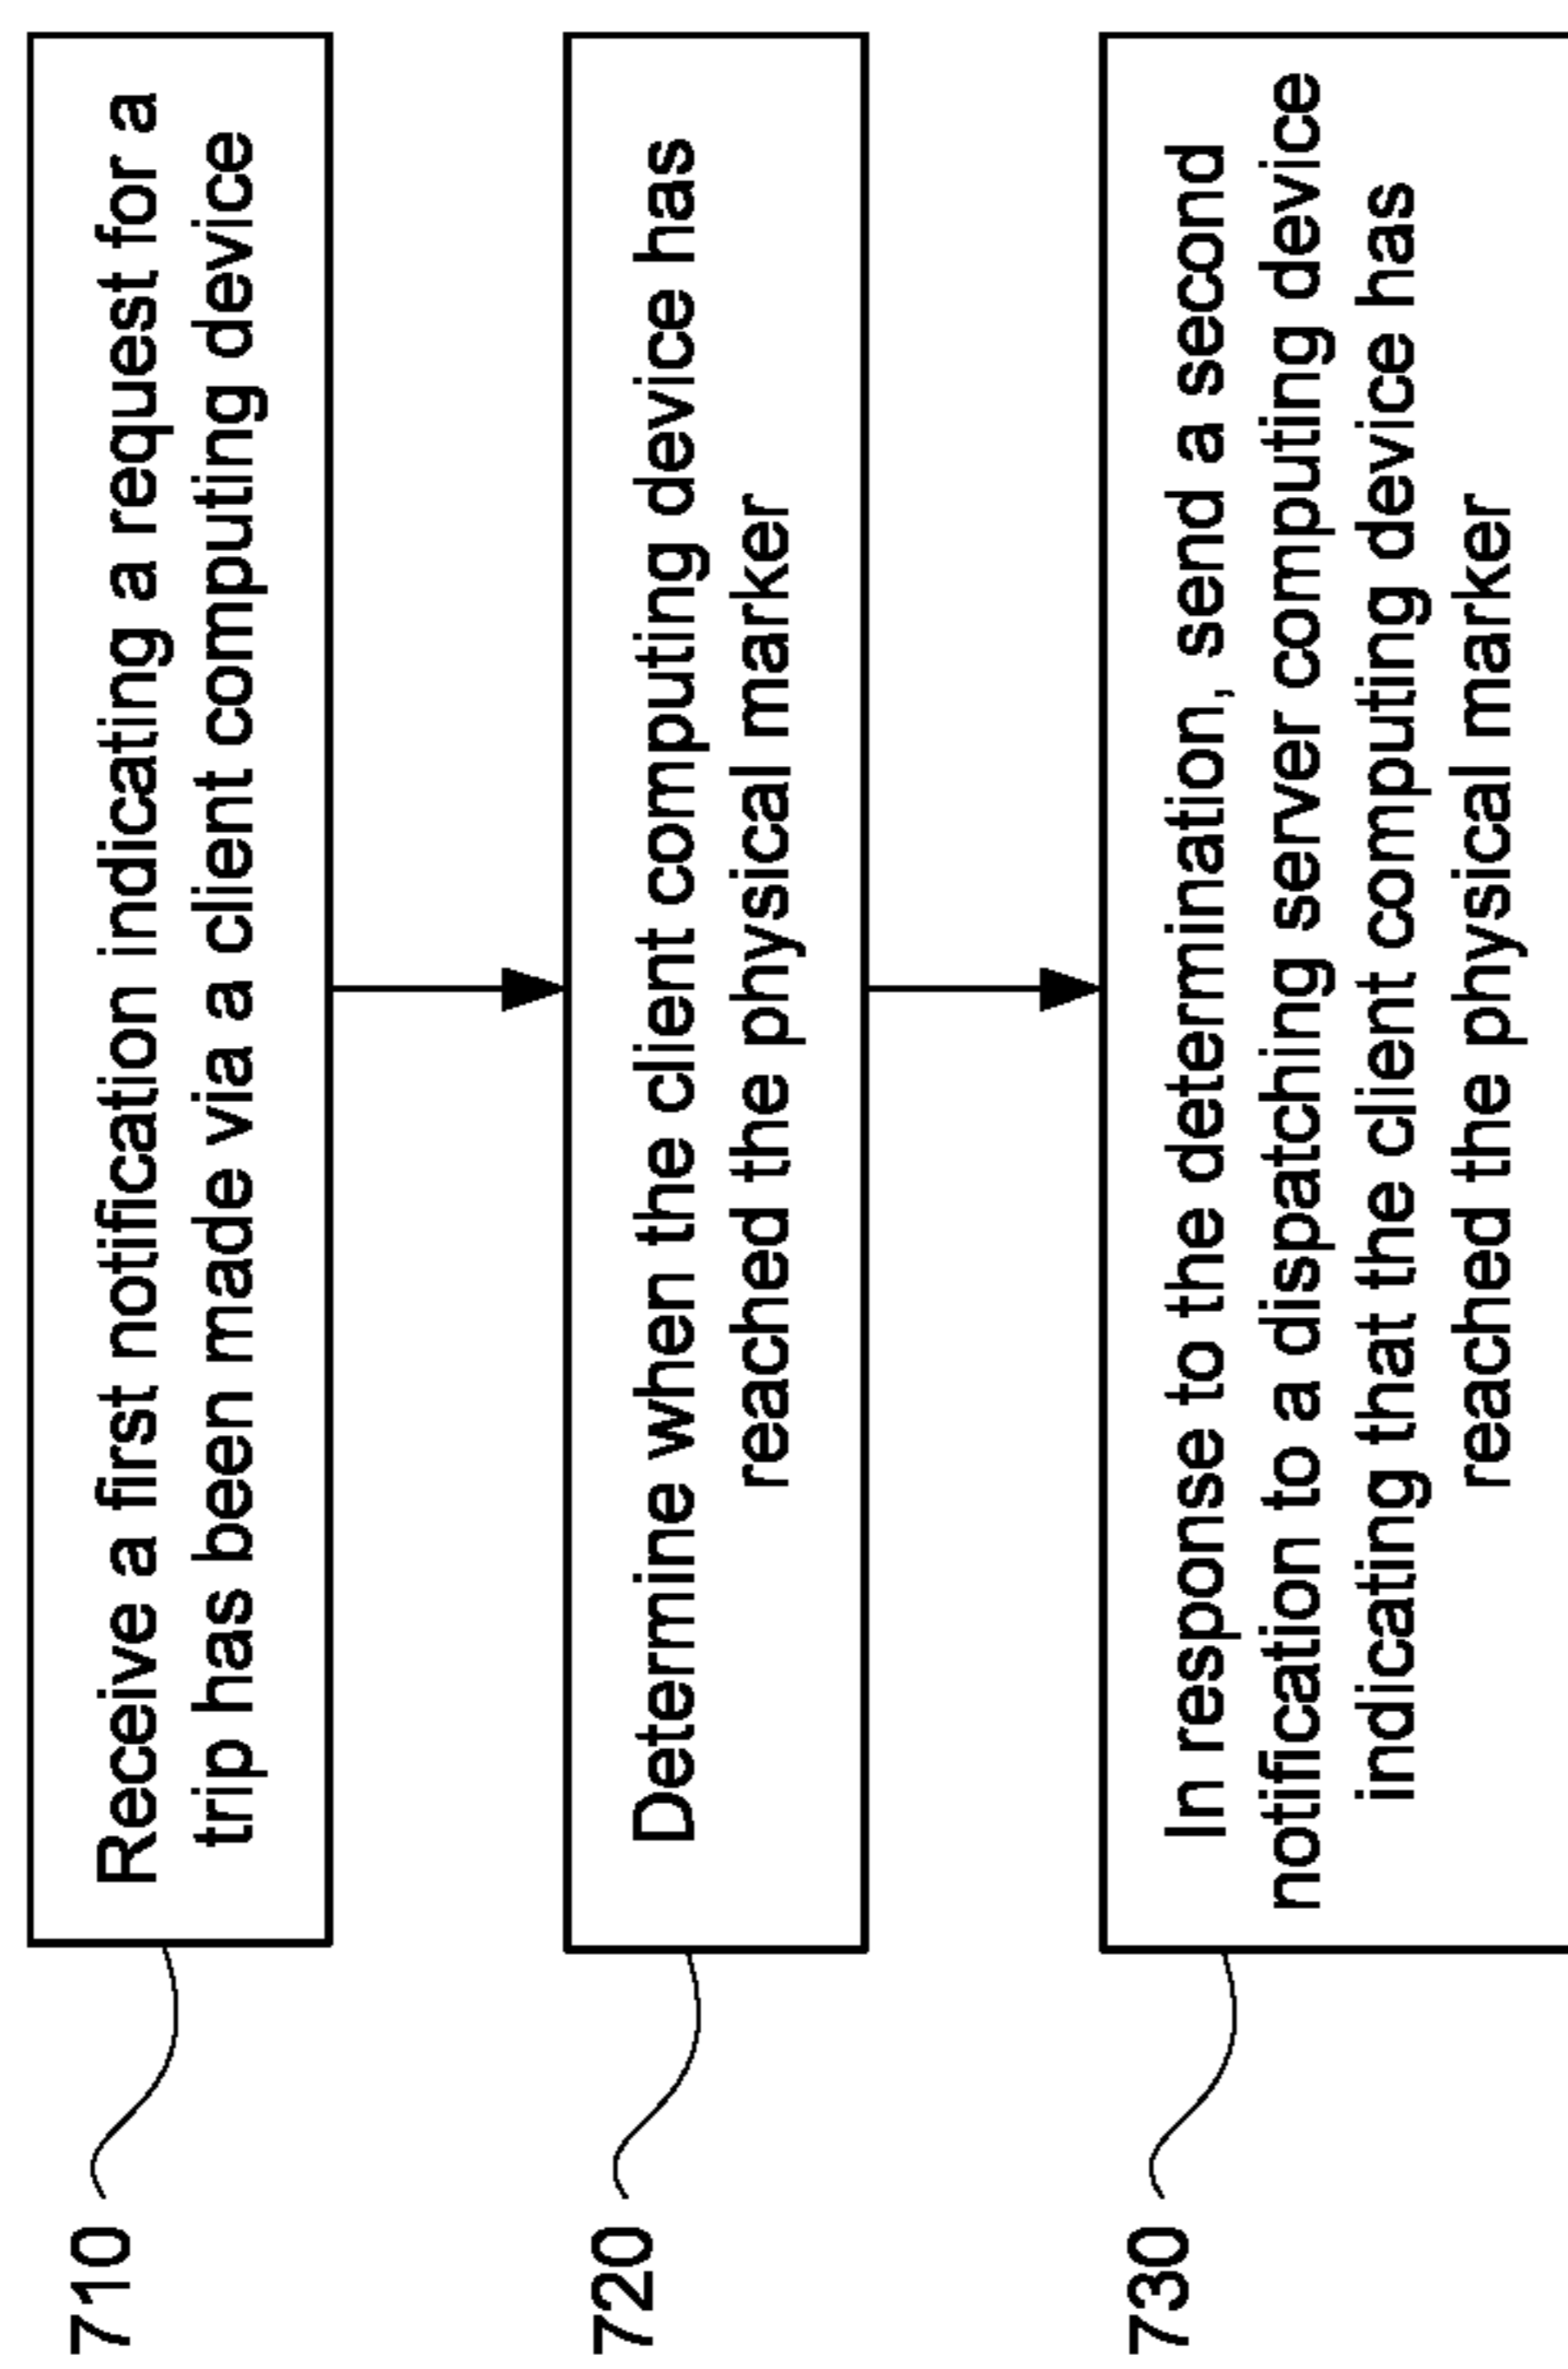 710
Receive a first notification indicating a request for a
trip has been made via a client computing device
720
Determine when the client computing device has
reached the physical marker
730
In response to the determination, send a second
notification to a dispatching server computing device
indicating that the client computing device has
reached the physical marker